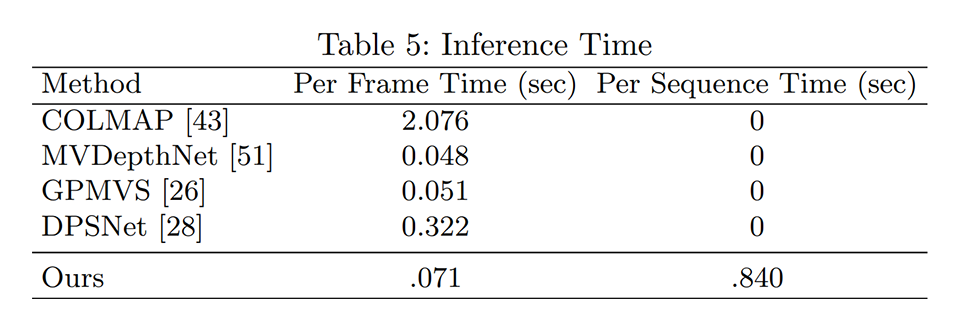 Table 5: Inference Time
Method Per Frame Time (sec) Per Sequence Time (sec)
COLMAP [43] 2.076 0
MVDepthNet [51] 0.048 0
GPMVS [26] 0.051 0
DPSNet [28] 0.322 0
Ours .071 .840